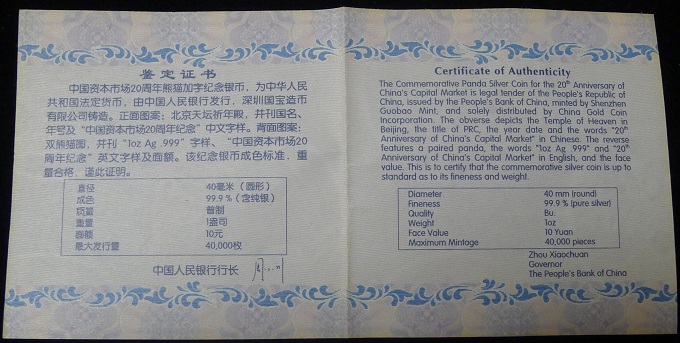 鉴定证书
中国资本市场20周年熊猫加字纪念银币，为中华人民
共和国法定货币，由中国人民银行发行，深圳国宝造币
有限公司铸造。正面图案：北京天坛祈年殿，并刊国名、
年号及“中国资本市场20周年纪念”中文字样。背面图案：
双熊猫图，并刊“1oz Ag .999”字样、“中国资本市场20
周年纪念”英文字样及面额。该纪念银币成色标准，重
量合格，谨此证明。
直径 40毫米（圆形）
成色 99.9%（含纯银）
质量 普制
重量 1盎司
面额 10元
最大发行量 40,000枚
中国人民银行行长
Certificate of Authenticity
The Commemorative Panda Silver Coin for the 20th Anniversary of
China's Capital Market is legal tender of the People's Republic of
China, issued by the People's Bank of China, minted by Shenzhen
Guobao Mint, and solely distributed by China Gold Coin
Incorporation. The obverse depicts the Temple of Heaven in
Beijing, the title of PRC, the year date and the words "20th
Anniversary of China's Capital Market" in Chinese. The reverse
features a paired panda, the words "1oz Ag .999" and "20th
Anniversary of China's Capital Market" in English, and the face
value. This is to certify that the commemorative silver coin is up to
standard as to its fineness and weight.
Diameter 40 mm (round)
Fineness 99.9 % (pure silver)
Quality Bu.
Weight 1oz
Face Value 10 Yuan
Maximum Mintage 40,000 pieces
Zhou Xiaochuan
Governor
The People's Bank of China